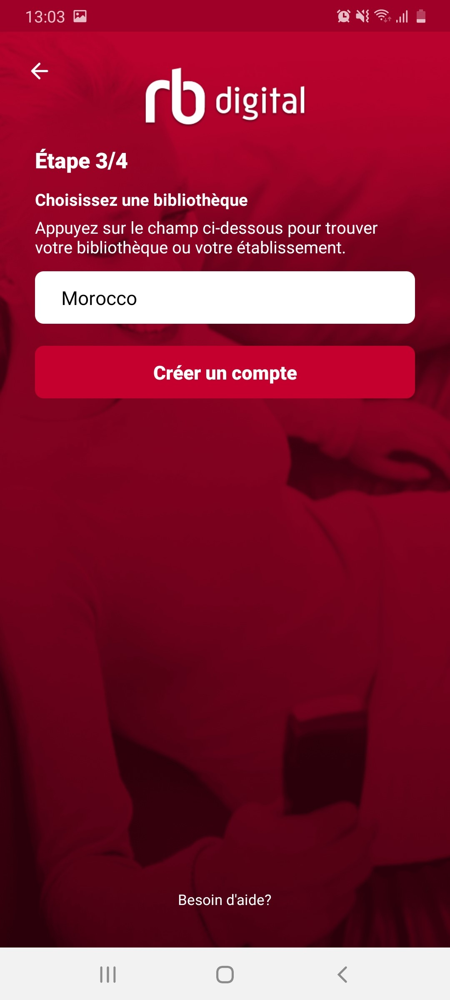 13:03
rb digital
Étape 3/4
Choisissez une bibliothèque
Appuyez sur le champ ci-dessous pour trouver
votre bibliothèque ou votre établissement.
Morocco
Créer un compte
Besoin d'aide?